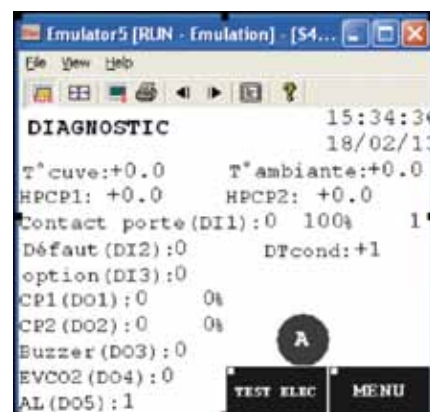 Emulator5 [RUN - Emulation] - [S4...
File View Help
DIAGNOSTIC
15:34:3
18/02/1
T°cuve:+0.0 T°ambiante:+0.0
HPCP1: +0.0 HPCP2: +0.0
Contact porte(DI1):0 100% 1
Défaut(DI2):0 DTcond:+1
option(DI3):0
CP1(DO1):0 0%
CP2(DO2):0 0%
Buzzer(DO3):0
EVCO2(DO4):0
AL(DO5):1
A
TEST ELEC MENU